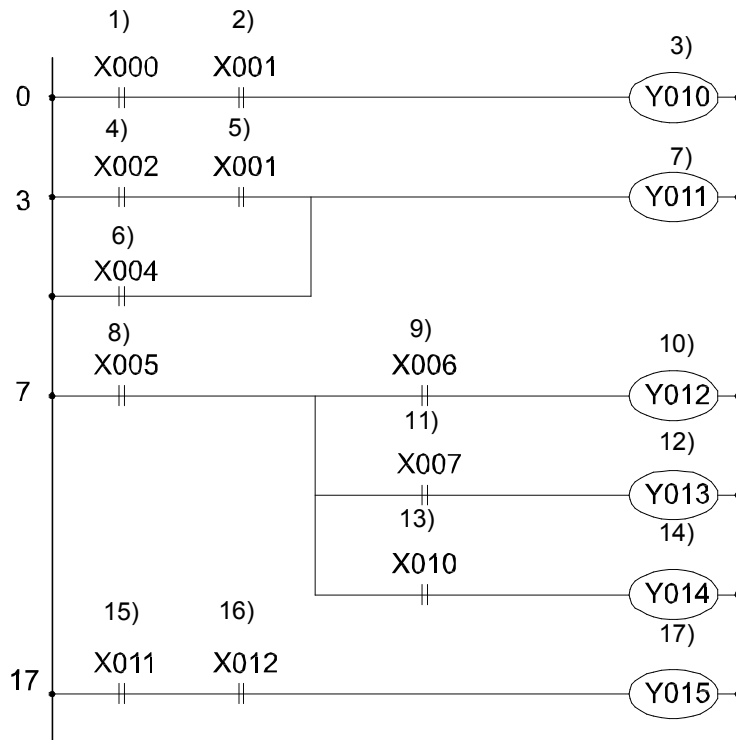 1) 2) 3)
X000 X001
0 Y010
4) 5) 7)
X002 X001
3 Y011
6)
X004
8) 9) 10)
X005 X006
7 Y012
11) 12)
X007
Y013
13) 14)
X010
Y014
15) 16) 17)
X011 X012
17 Y015